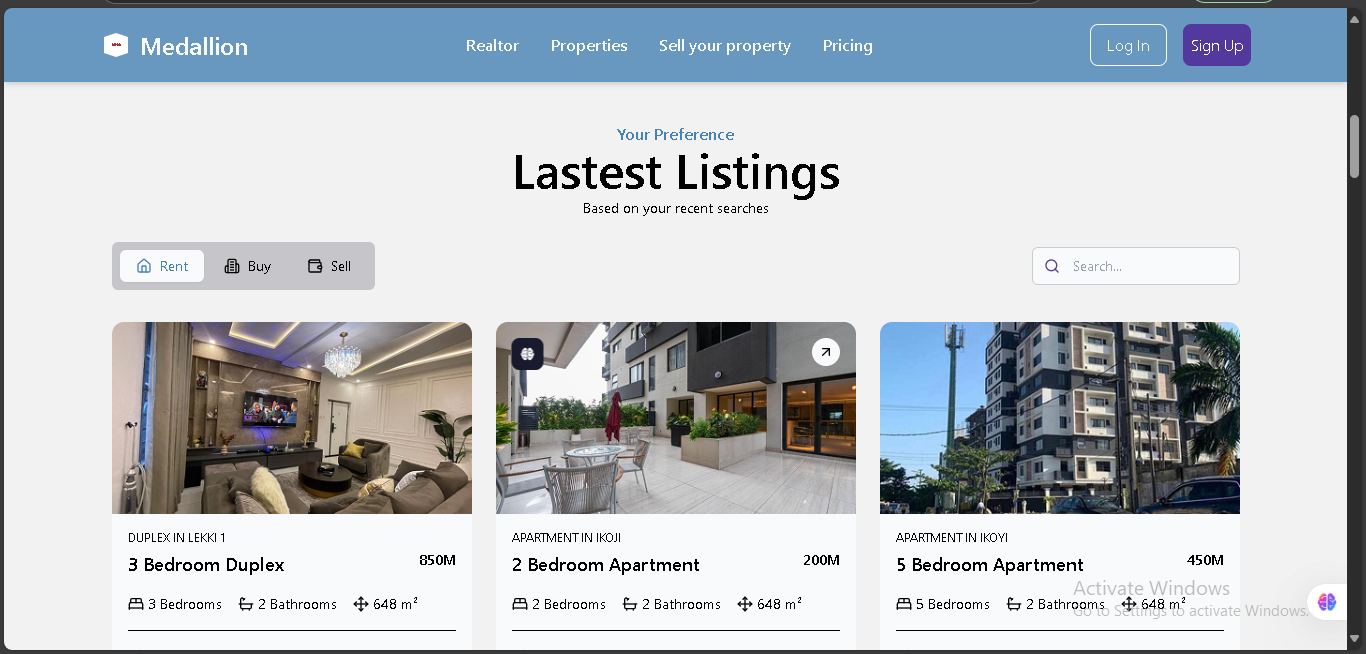 Medallion
Realtor Properties Sell your property Pricing
Log In Sign Up
Your Preference
Lastest Listings
Based on your recent searches
Rent Buy Sell
Search...
DUPLEX IN LEKKI 1
3 Bedroom Duplex 850M
3 Bedrooms 2 Bathrooms 648 m²
APARTMENT IN IKOJI
2 Bedroom Apartment 200M
2 Bedrooms 2 Bathrooms 648 m²
APARTMENT IN IKOYI
5 Bedroom Apartment 450M
5 Bedrooms 2 Bathrooms 648 m²
Activate Windows
Go to Settings to activate Windows.